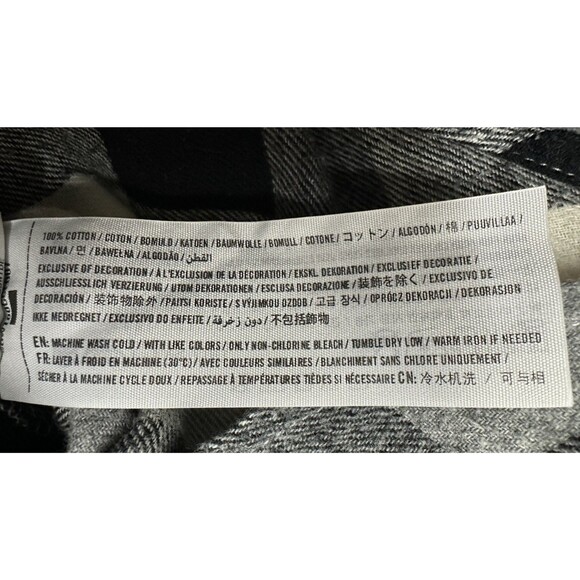 100% COTTON / COTON / BOMULD / KATOEN / BAUMWOLLE / BOMULL / COTONE / コットン / ALGODÓN / 棉 / PUUVILLAA /
BAVLNA / 면 / BAWEŁNA / ALGODÃO / القطن
EXCLUSIVE OF DECORATION / À L'EXCLUSION DE LA DÉCORATION / EKSKL. DEKORATION / EXCLUSIEF DECORATIE /
AUSSCHLIESSLICH VERZIERUNG / UTOM DEKORATIONEN / ESCLUSA DECORAZIONE / 装飾を除く / EXCLUSIVO DE
DECORACIÓN / 装饰物除外 / PAITSI KORISTE / S VÝJIMKOU OZDOB / 고급 장식 / OPRÓCZ DEKORACJI / DEKORASJON
IKKE MEDREGNET / EXCLUSIVO DO ENFEITE / دون زخرفة / 不包括飾物
EN: MACHINE WASH COLD / WITH LIKE COLORS / ONLY NON-CHLORINE BLEACH / TUMBLE DRY LOW / WARM IRON IF NEEDED
FR: LAVER À FROID EN MACHINE (30°C) / AVEC COULEURS SIMILAIRES / BLANCHIMENT SANS CHLORE UNIQUEMENT /
SÉCHER À LA MACHINE CYCLE DOUX / REPASSAGE À TEMPÉRATURES TIÈDES SI NÉCESSAIRE CN: 冷水机洗 / 可与相